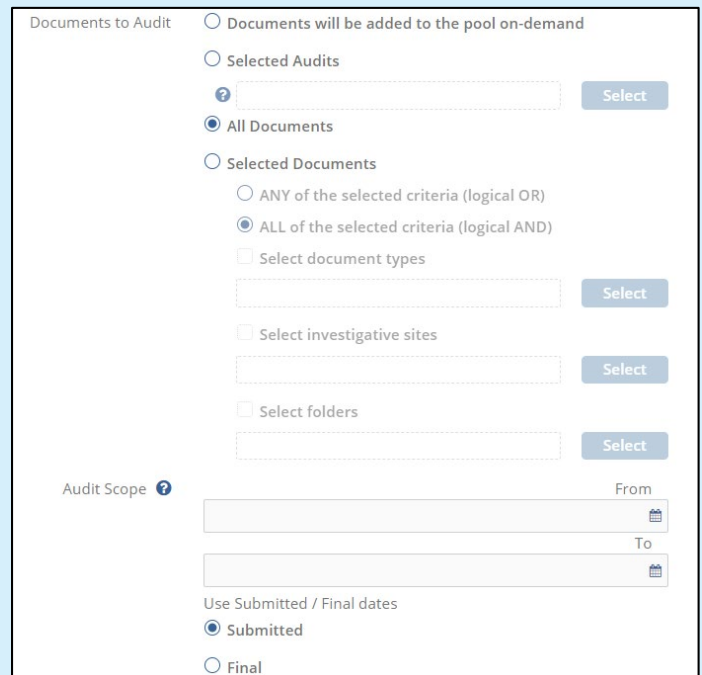 Documents to Audit Documents will be added to the pool on-demand
Selected Audits
? Select
All Documents
Selected Documents
ANY of the selected criteria (logical OR)
ALL of the selected criteria (logical AND)
Select document types
Select
Select investigative sites
Select
Select folders
Select
Audit Scope ? From
To
Use Submitted / Final dates
Submitted
Final